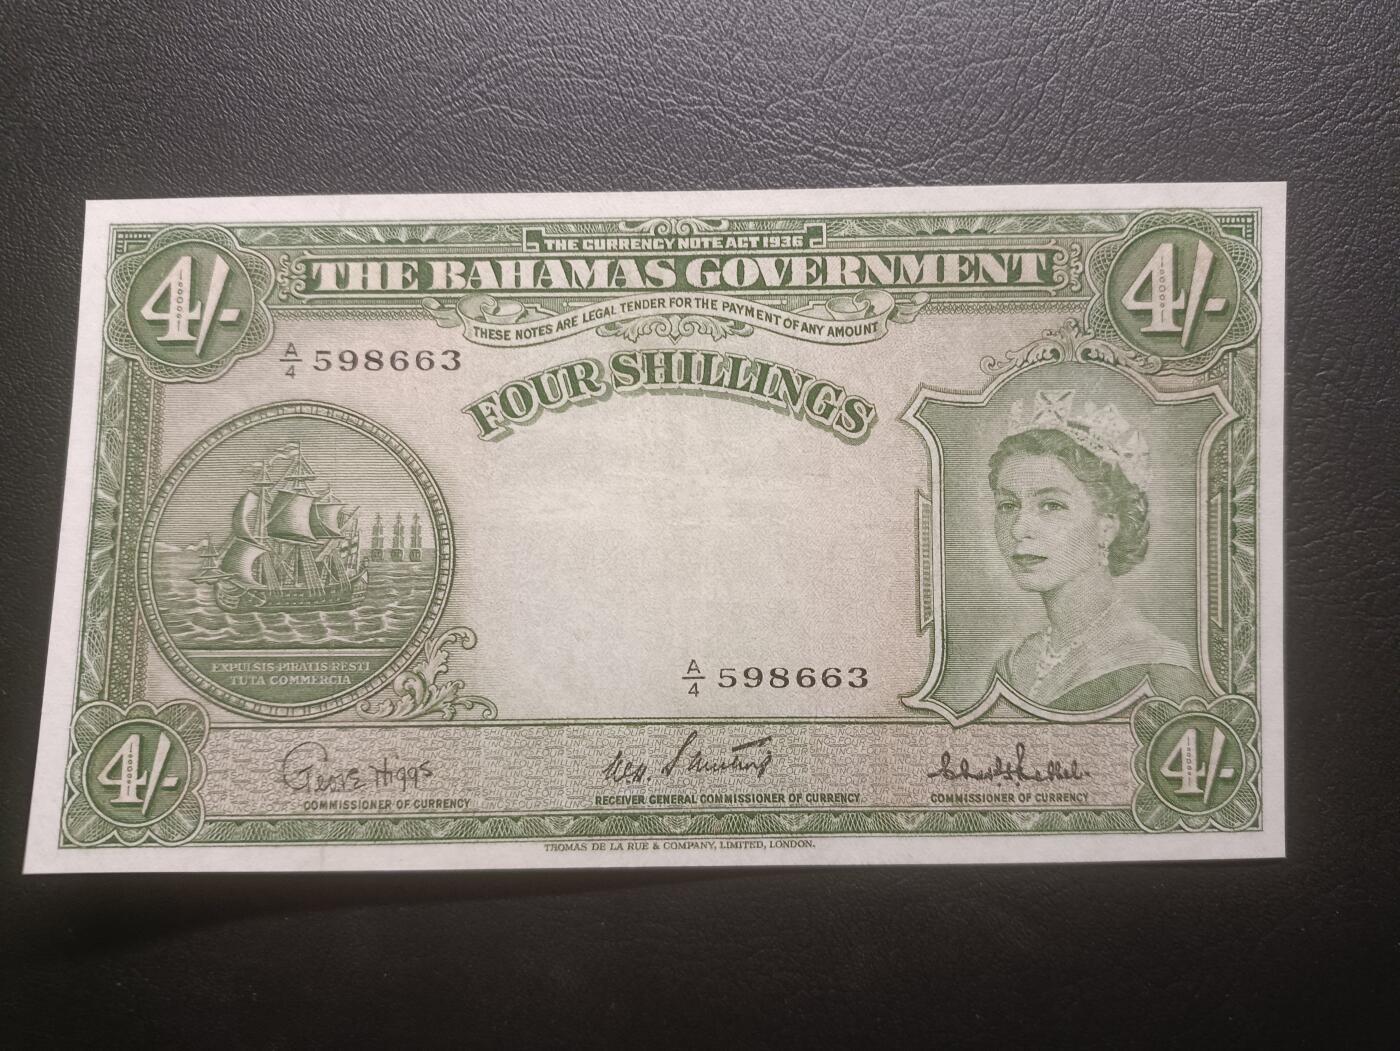 THE CURRENCY NOTE ACT 1936
THE BAHAMAS GOVERNMENT
4/-
4/-
THESE NOTES ARE LEGAL TENDER FOR THE PAYMENT OF ANY AMOUNT
A/4 598663
FOUR SHILLINGS
EXPULSIS PIRATIS RESTI
TUTA COMMERCIA
A/4 598663
4/-
4/-
George Higgs
COMMISSIONER OF CURRENCY
RECEIVER GENERAL COMMISSIONER OF CURRENCY
COMMISSIONER OF CURRENCY
THOMAS DE LA RUE & COMPANY, LIMITED, LONDON.